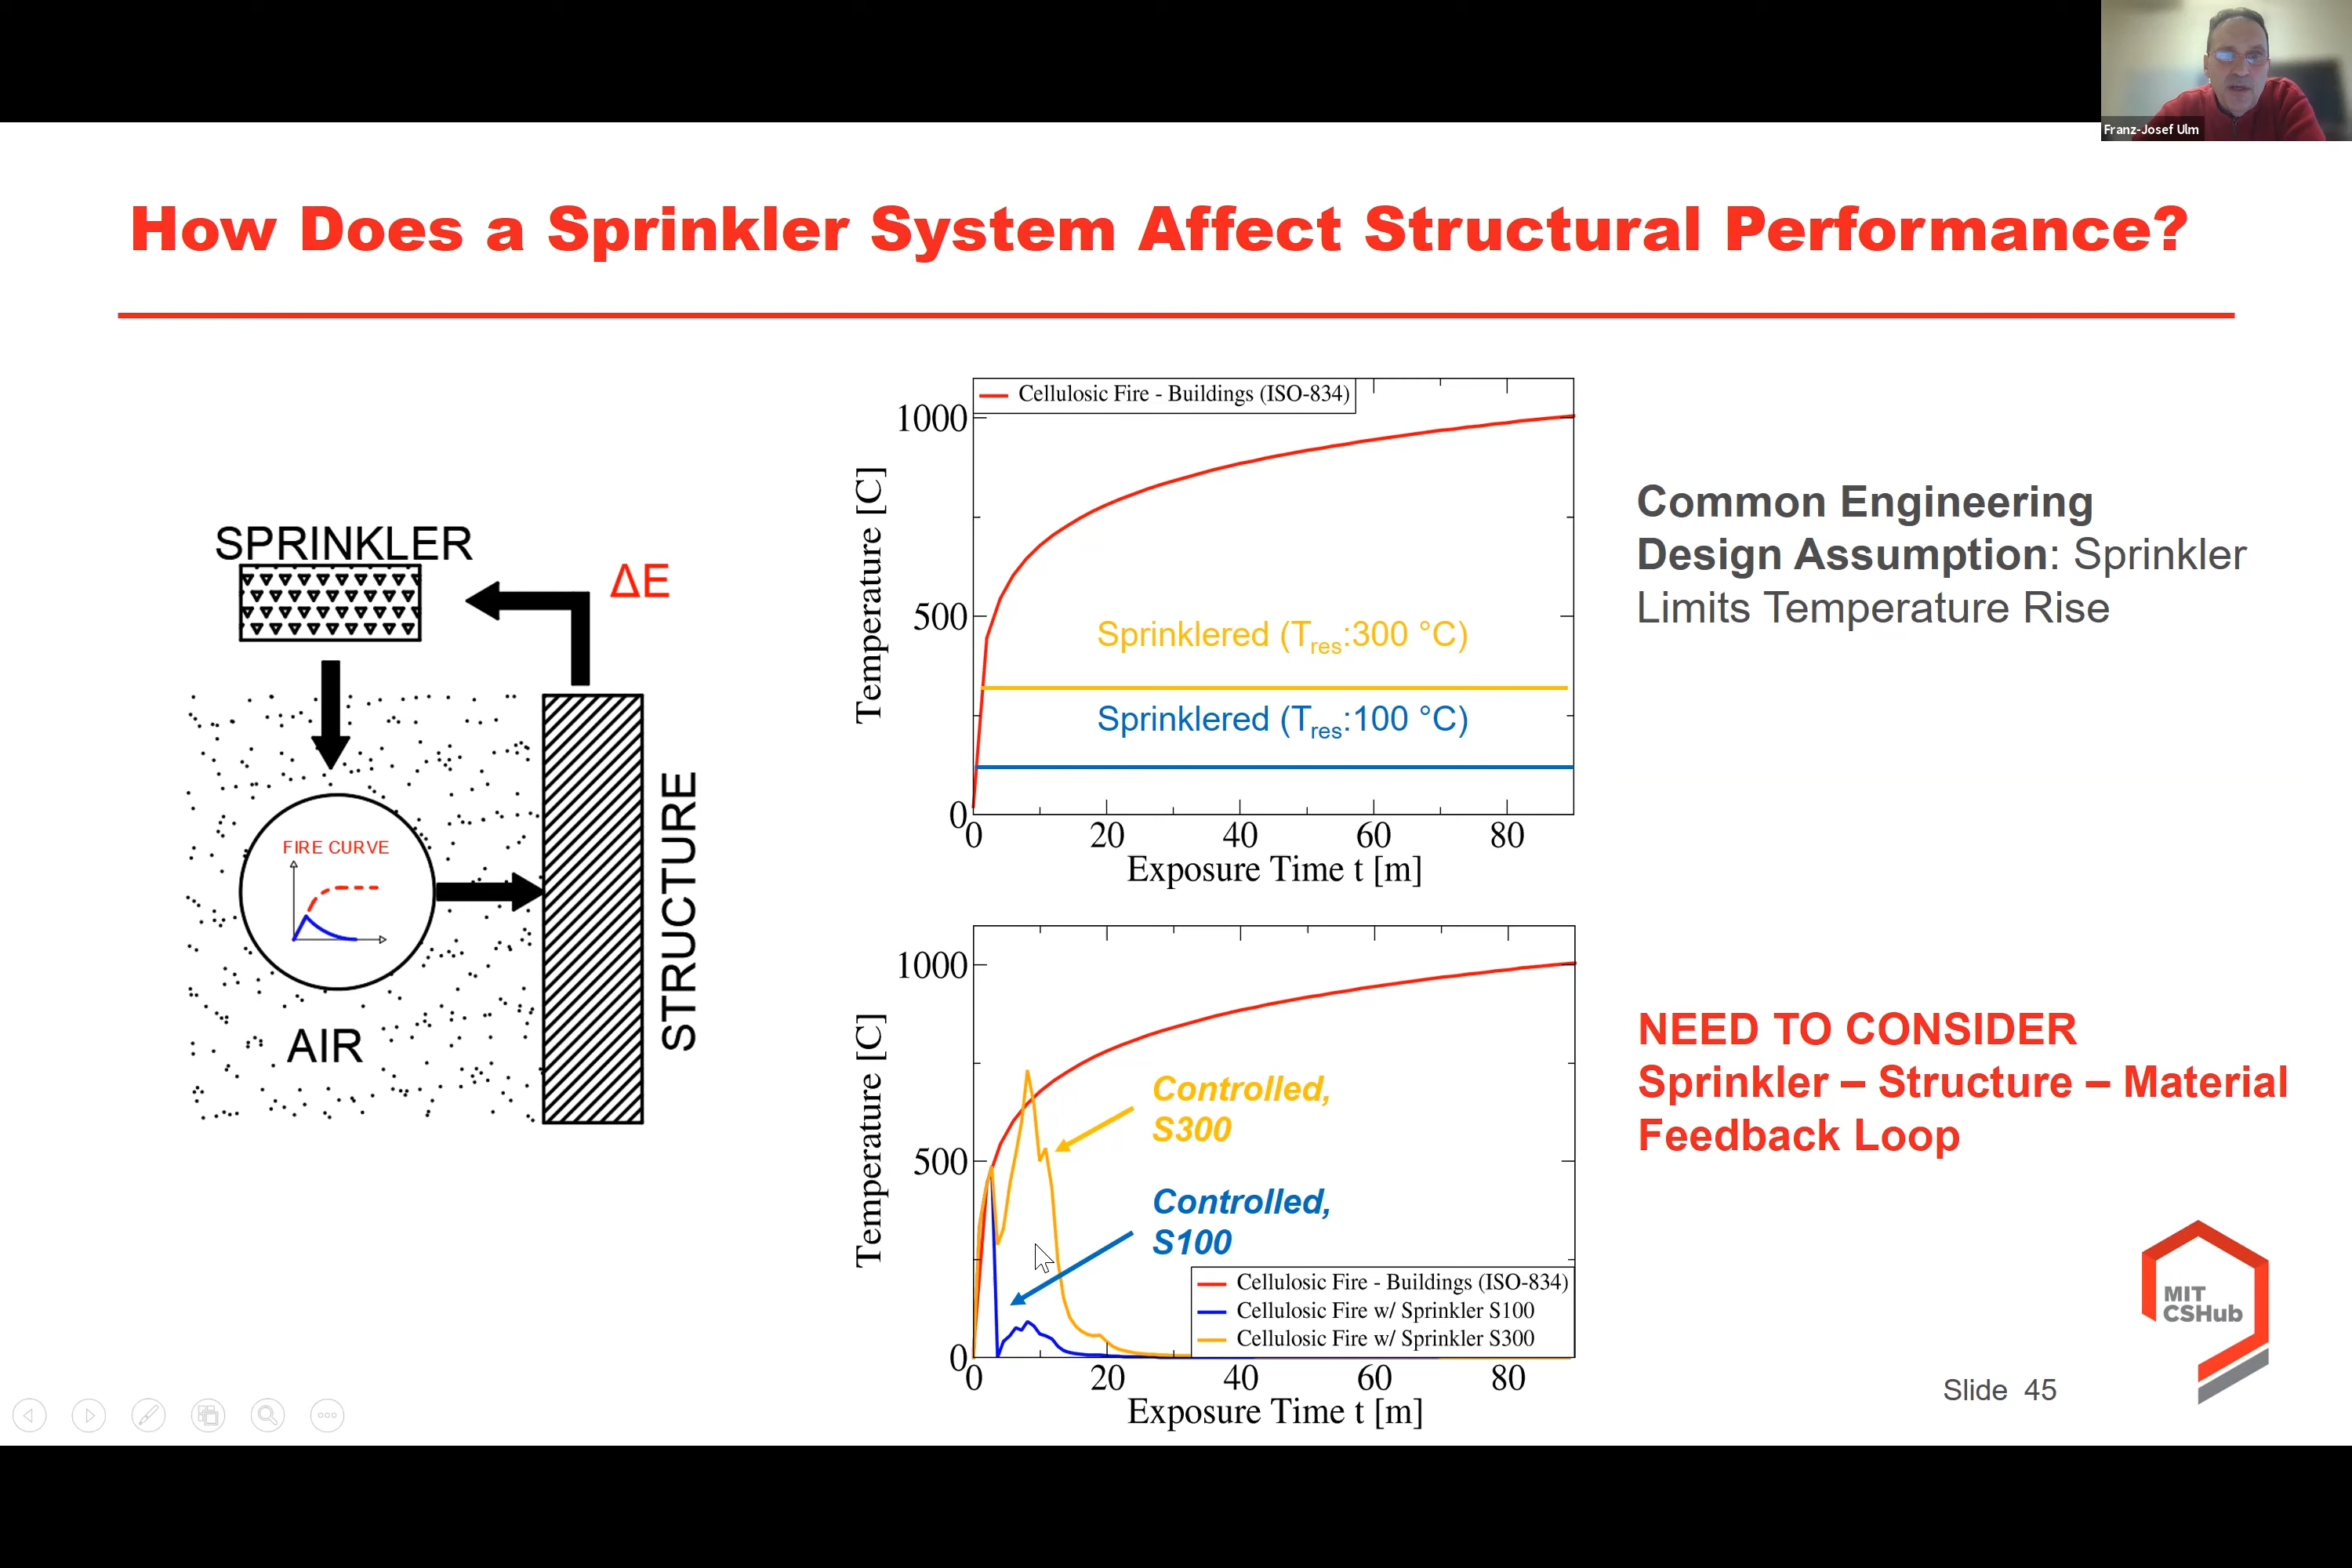 Franz-Josef Ulm
How Does a Sprinkler System Affect Structural Performance?
SPRINKLER
ΔE
FIRE CURVE
AIR
STRUCTURE
Cellulosic Fire - Buildings (ISO-834)
1000
500
0
Temperature [C]
Sprinklered (Tres:300 °C)
Sprinklered (Tres:100 °C)
0 20 40 60 80
Exposure Time t [m]
Common Engineering
Design Assumption: Sprinkler
Limits Temperature Rise
1000
500
0
Temperature [C]
Controlled,
S300
Controlled,
S100
Cellulosic Fire - Buildings (ISO-834)
Cellulosic Fire w/ Sprinkler S100
Cellulosic Fire w/ Sprinkler S300
0 20 40 60 80
Exposure Time t [m]
NEED TO CONSIDER
Sprinkler – Structure – Material
Feedback Loop
MIT
CSHub
Slide 45